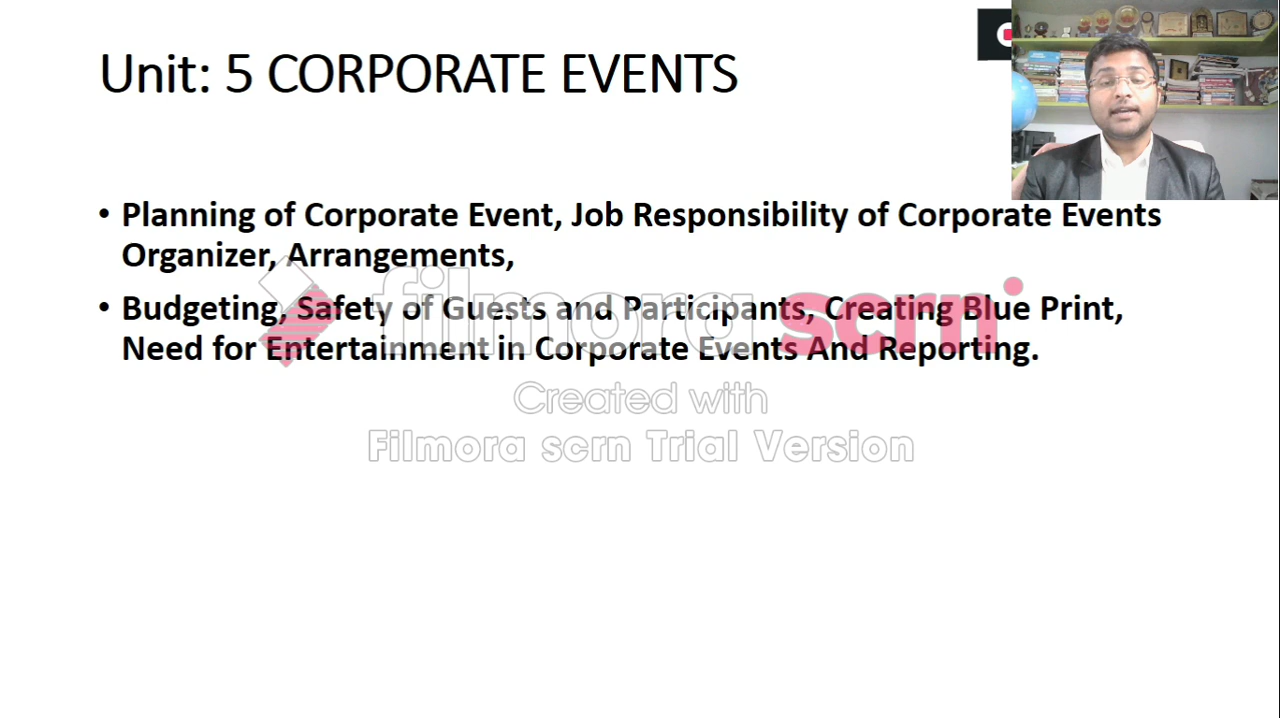 Unit: 5 CORPORATE EVENTS
• Planning of Corporate Event, Job Responsibility of Corporate Events
Organizer, Arrangements,
• Budgeting, Safety of Guests and Participants, Creating Blue Print,
Need for Entertainment in Corporate Events And Reporting.
filmora scrn
Created with
Filmora scrn Trial Version